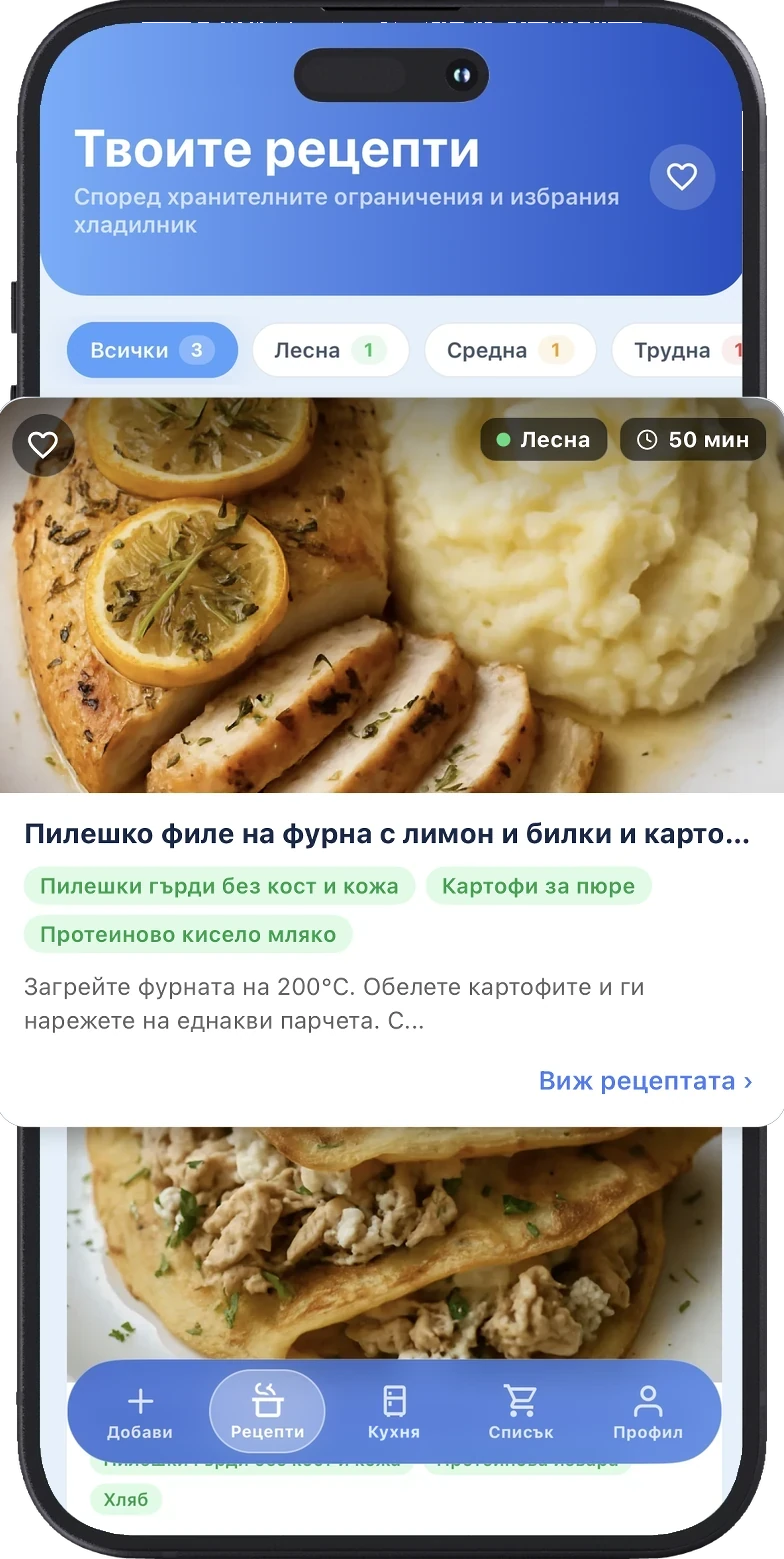 Твоите рецепти
Според хранителните ограничения и избрания
хладилник
Всички 3
Лесна 1
Средна 1
Трудна 1
Лесна
50 мин
Пилешко филе на фурна с лимон и билки и карто...
Пилешки гърди без кост и кожа
Картофи за пюре
Протеиново кисело мляко
Загрейте фурната на 200°C. Обелете картофите и ги
нарежете на еднакви парчета. С...
Виж рецептата ›
Добави
Рецепти
Кухня
Списък
Профил
Хляб